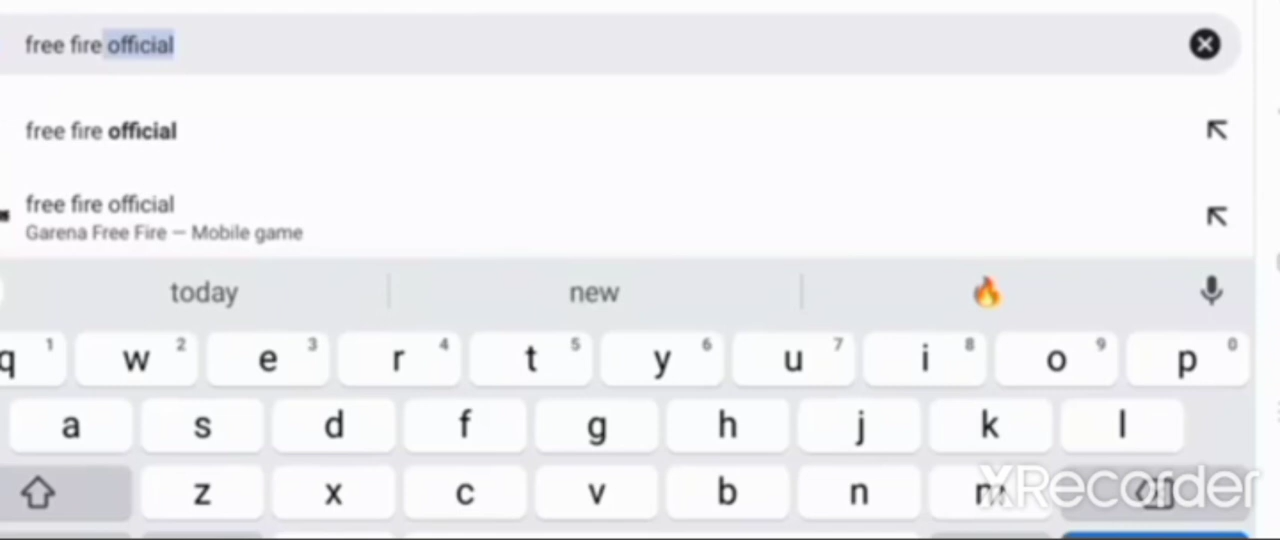 free fire official
free fire official
free fire official
Garena Free Fire — Mobile game
today new 🔥
q 1 w 2 e 3 r 4 t 5 y 6 u 7 i 8 o 9 p 0
a s d f g h j k l
z x c v b n m
XRecorder